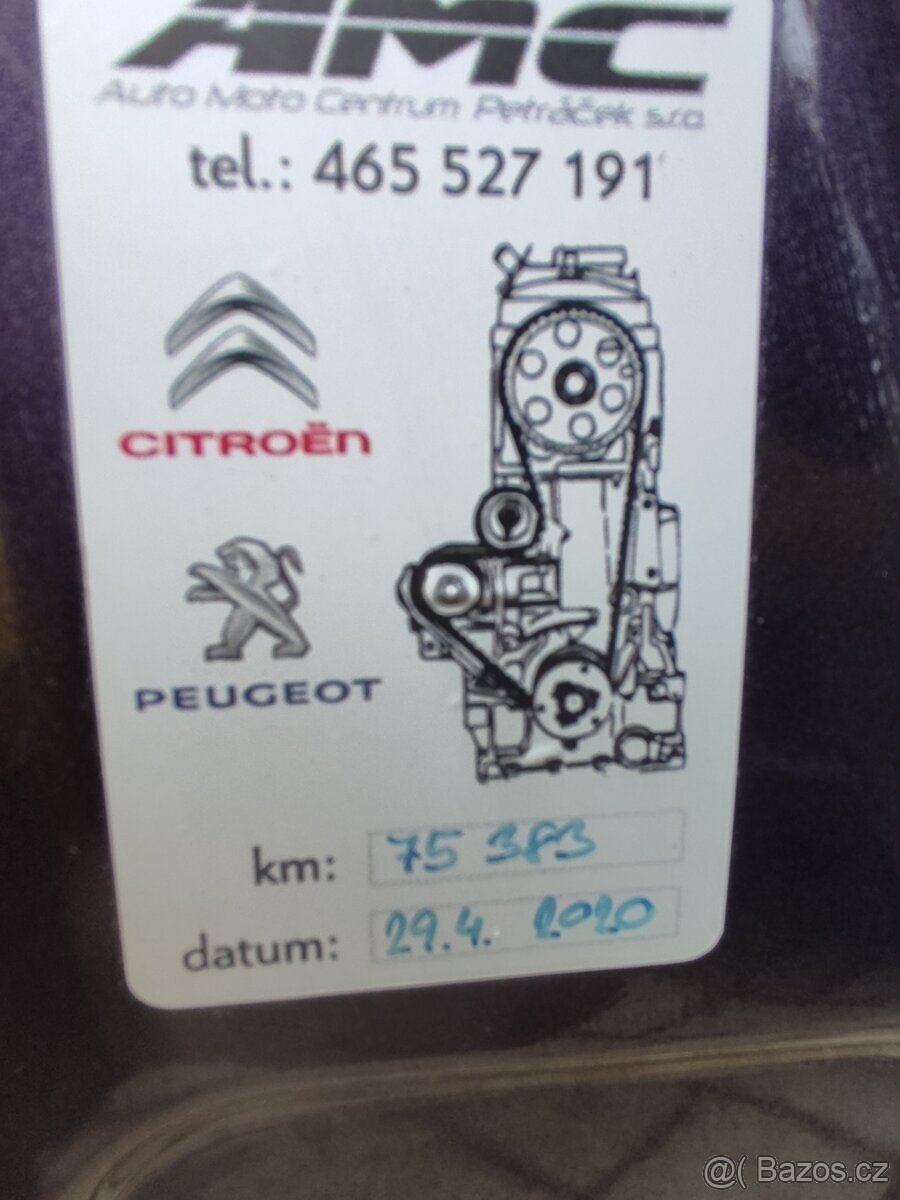 AMC
Auto Moto Centrum Petráček s.r.o.
tel.: 465 527 191
CITROËN
PEUGEOT
km: 75 383
datum: 29.4. 2020
@( Bazos.cz